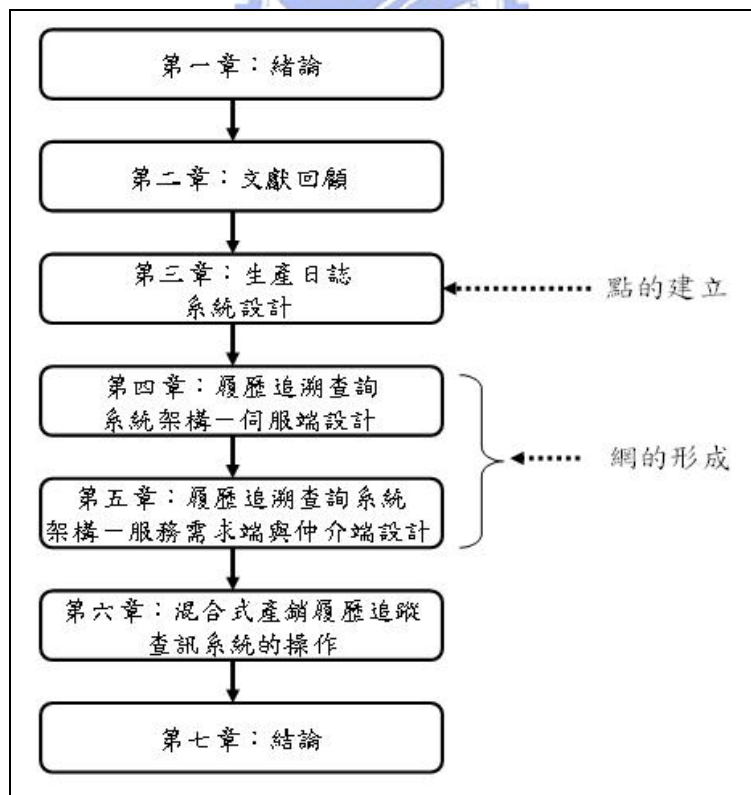 第一章：緒論
第二章：文獻回顧
第三章：生產日誌
系統設計
點的建立
第四章：履歷追溯查詢
系統架構－伺服端設計
網的形成
第五章：履歷追溯查詢系統
架構－服務需求端與仲介端設計
第六章：混合式產銷履歷追蹤
查訊系統的操作
第七章：結論